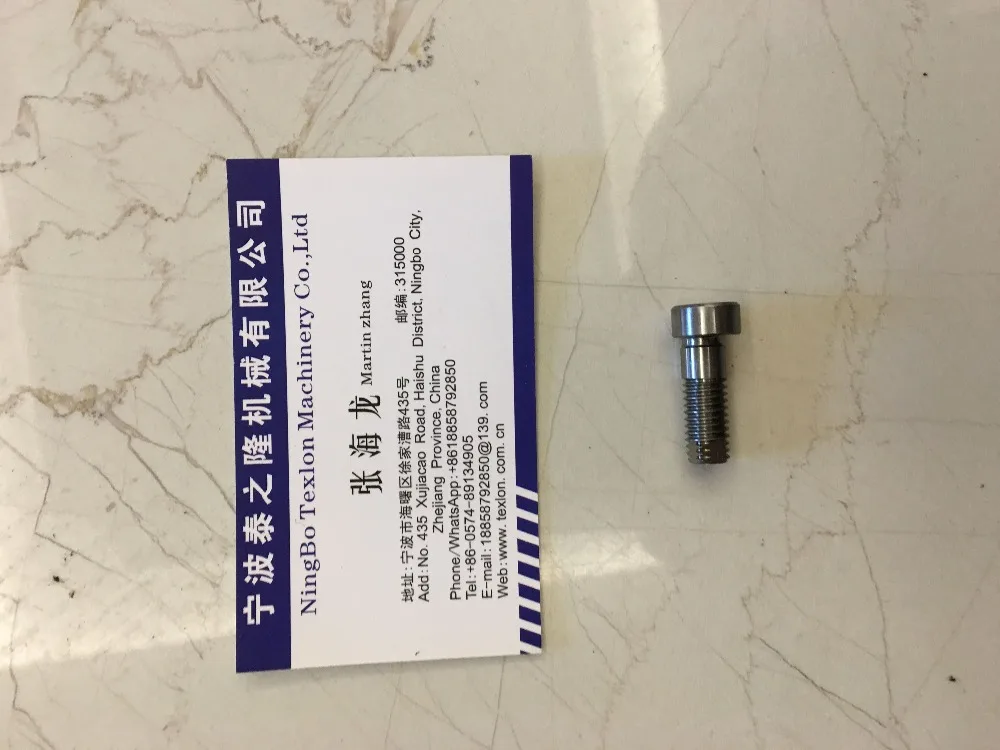 宁波泰之隆机械有限公司
NingBo Texlon Machinery Co.,Ltd
张海龙 Martin zhang
地址:宁波市海曙区徐家漕路435号 邮编:315000
Add:No. 435 Xujiacao Road, Haishu District, Ningbo City,
Zhejiang Province, China
Phone/WhatsApp:+8618858792850
Tel:+86-0574-89134905
E-mail:18858792850@139. com
Web:www. texlon. com. cn